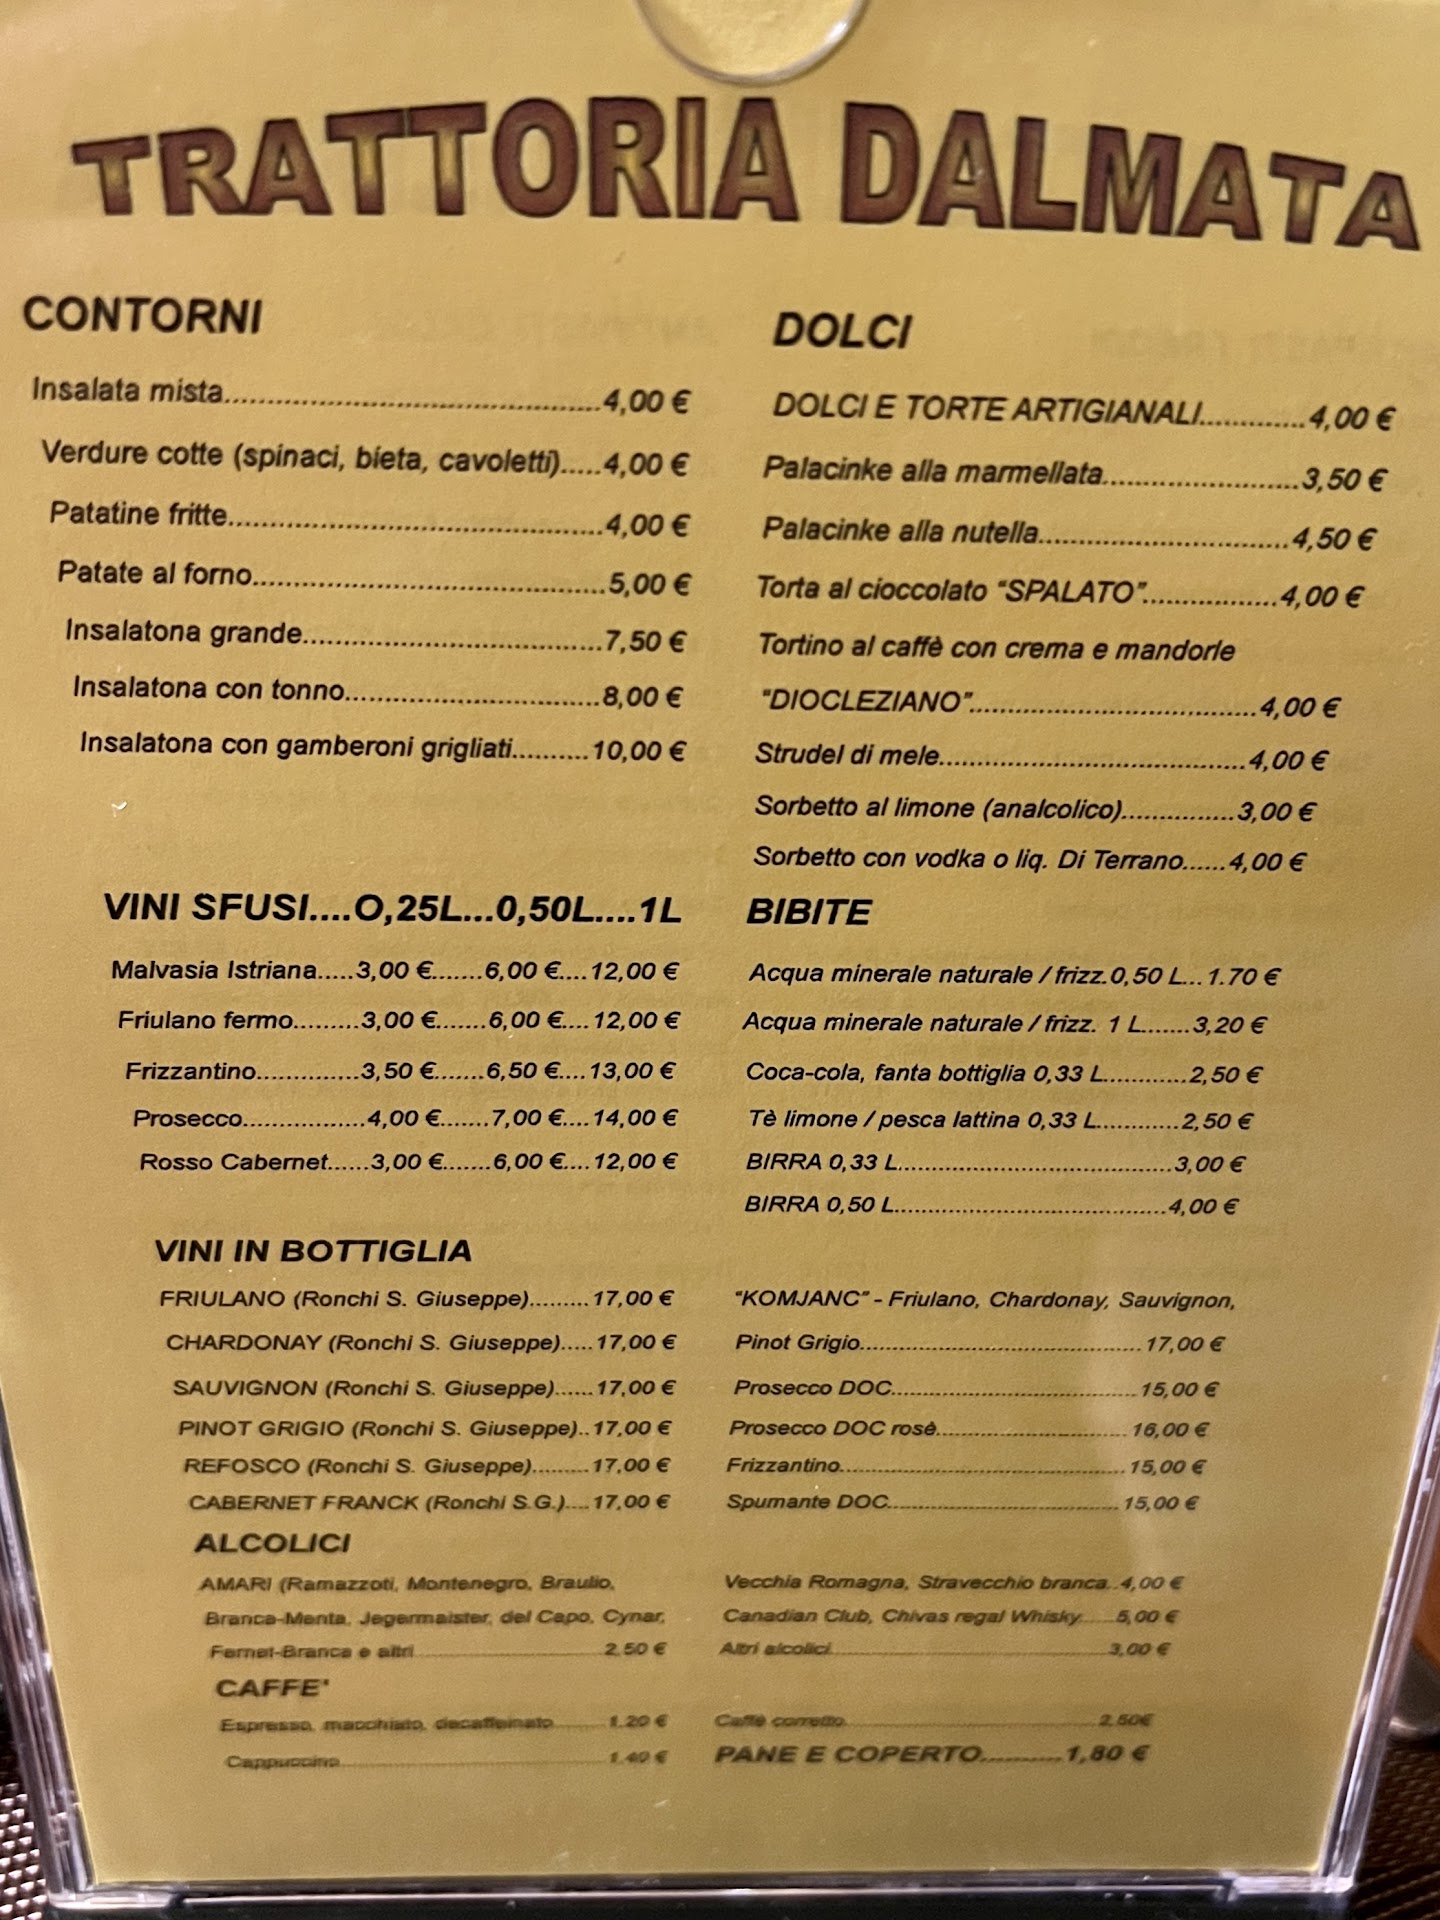 TRATTORIA DALMATA
CONTORNI
Insalata mista..........4,00 €
Verdure cotte (spinaci, bieta, cavoletti).....4,00 €
Patatine fritte..........4,00 €
Patate al forno..........5,00 €
Insalatona grande..........7,50 €
Insalatona con tonno..........8,00 €
Insalatona con gamberoni grigliati..........10,00 €
DOLCI
DOLCI E TORTE ARTIGIANALI..........4,00 €
Palacinke alla marmellata..........3,50 €
Palacinke alla nutella..........4,50 €
Torta al cioccolato “SPALATO”..........4,00 €
Tortino al caffè con crema e mandorle
“DIOCLEZIANO”..........4,00 €
Strudel di mele..........4,00 €
Sorbetto al limone (analcolico)..........3,00 €
Sorbetto con vodka o liq. Di Terrano......4,00 €
VINI SFUSI....O,25L...0,50L....1L
Malvasia Istriana.....3,00 €.......6,00 €....12,00 €
Friulano fermo.........3,00 €.......6,00 €....12,00 €
Frizzantino..........3,50 €.......6,50 €....13,00 €
Prosecco..........4,00 €.......7,00 €....14,00 €
Rosso Cabernet......3,00 €.......6,00 €....12,00 €
BIBITE
Acqua minerale naturale / frizz.0,50 L...1.70 €
Acqua minerale naturale / frizz. 1 L.......3,20 €
Coca-cola, fanta bottiglia 0,33 L..........2,50 €
Tè limone / pesca lattina 0,33 L..........2,50 €
BIRRA 0,33 L..........3,00 €
BIRRA 0,50 L..........4,00 €
VINI IN BOTTIGLIA
FRIULANO (Ronchi S. Giuseppe).........17,00 €
CHARDONAY (Ronchi S. Giuseppe).....17,00 €
SAUVIGNON (Ronchi S. Giuseppe)......17,00 €
PINOT GRIGIO (Ronchi S. Giuseppe)..17,00 €
REFOSCO (Ronchi S. Giuseppe).........17,00 €
CABERNET FRANCK (Ronchi S.G.)....17,00 €
“KOMJANC” - Friulano, Chardonay, Sauvignon,
Pinot Grigio..........17,00 €
Prosecco DOC..........15,00 €
Prosecco DOC rosè..........16,00 €
Frizzantino..........15,00 €
Spumante DOC..........15,00 €
ALCOLICI
AMARI (Ramazzoti, Montenegro, Braulio,
Branca-Menta, Jegermaister, del Capo, Cynar,
Fernet-Branca e altri..........2,50 €
Vecchia Romagna, Stravecchio branca..4,00 €
Canadian Club, Chivas regal Whisky.....5,00 €
Altri alcolici..........3,00 €
CAFFE'
Espresso, macchiato, decaffeinato..........1.20 €
Cappuccino..........1.40 €
Caffè corretto..........2.50€
PANE E COPERTO..........1,80 €